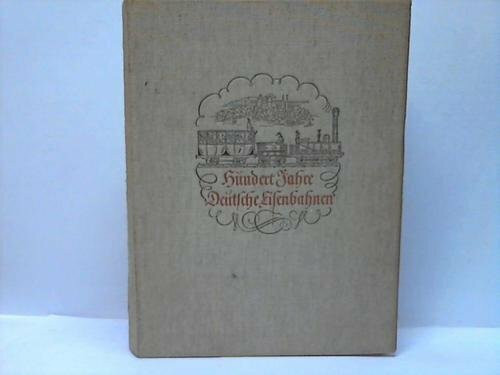 Hundert Jahre
Deutsche Eisenbahnen